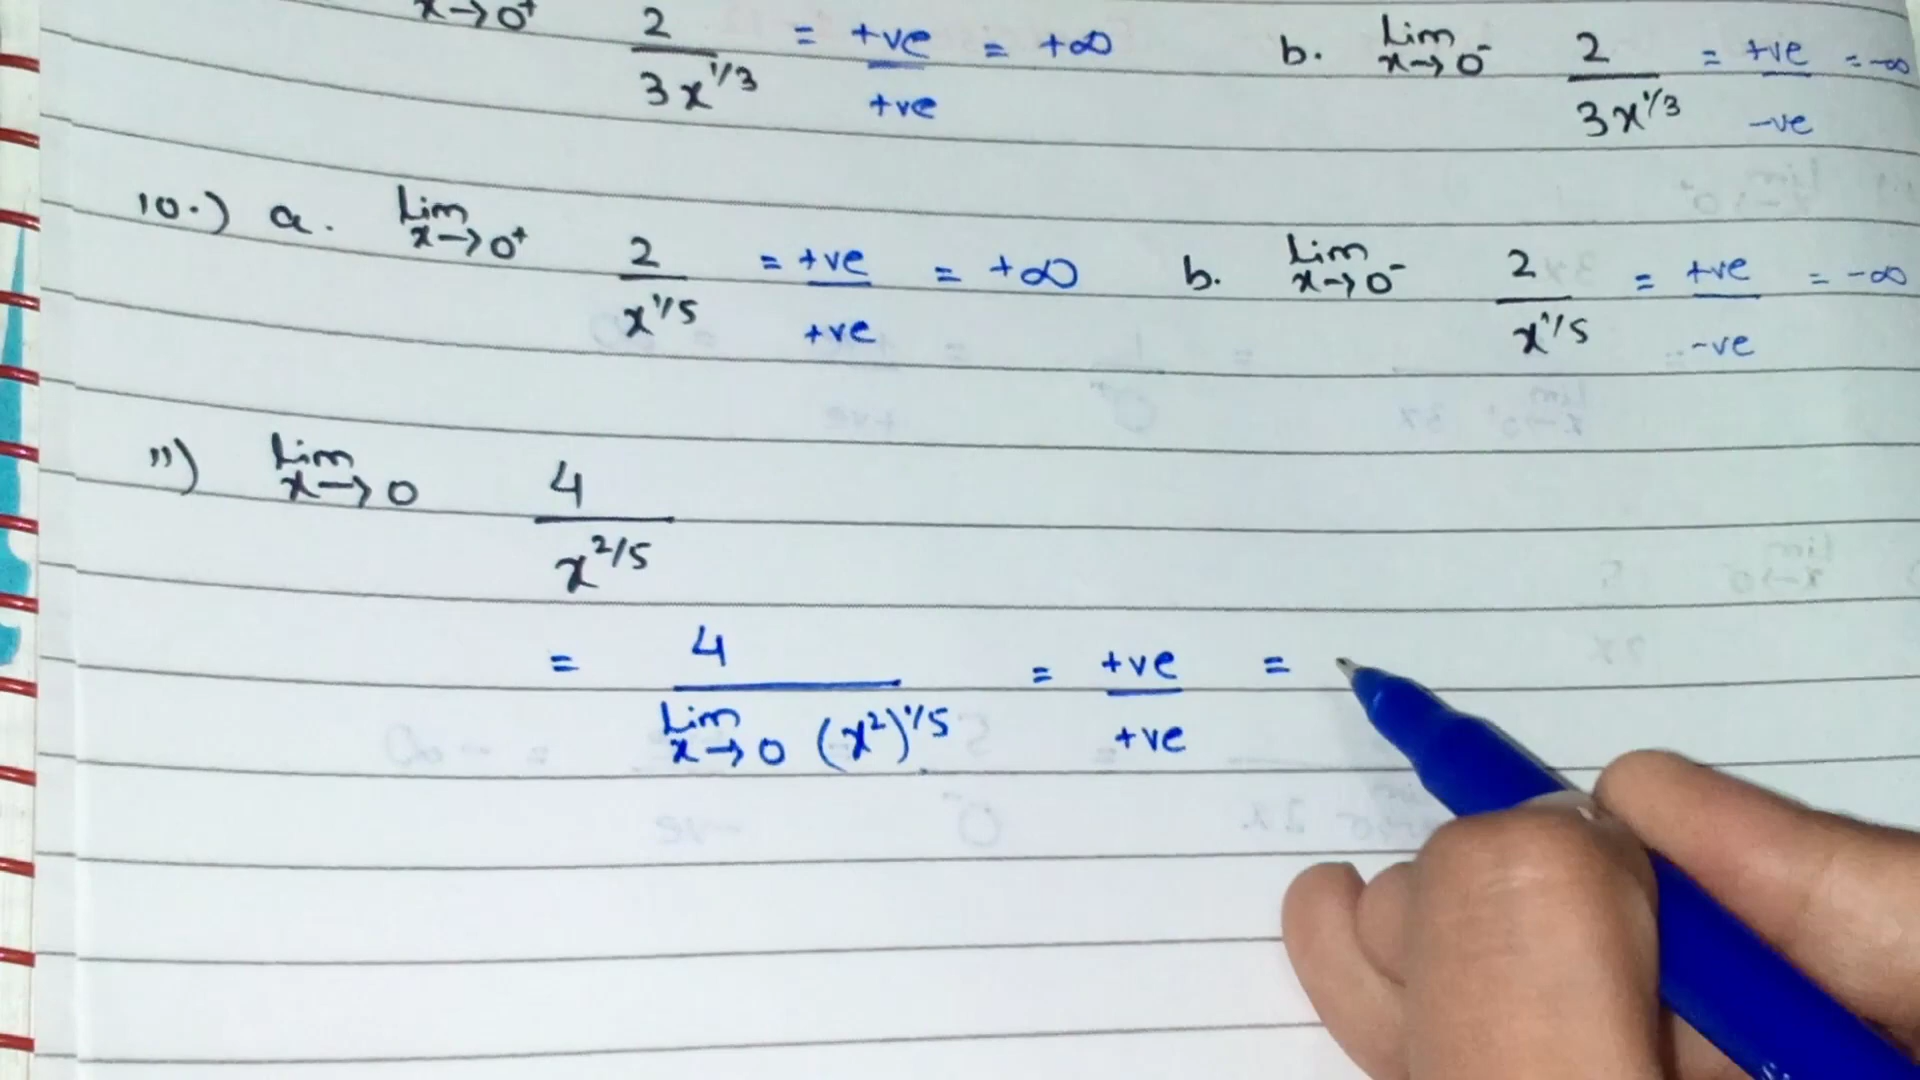 x→0⁺ 2/3x^1/3 = +ve/+ve = +∞ b. Lim x→0⁻ 2/3x^1/3 = +ve/-ve = -∞
10.) a. Lim x→0⁺ 2/x^1/5 = +ve/+ve = +∞ b. Lim x→0⁻ 2/x^1/5 = +ve/-ve = -∞
11) Lim x→0 4/x^2/5
= 4/Lim x→0 (x²)^1/5 = +ve/+ve =